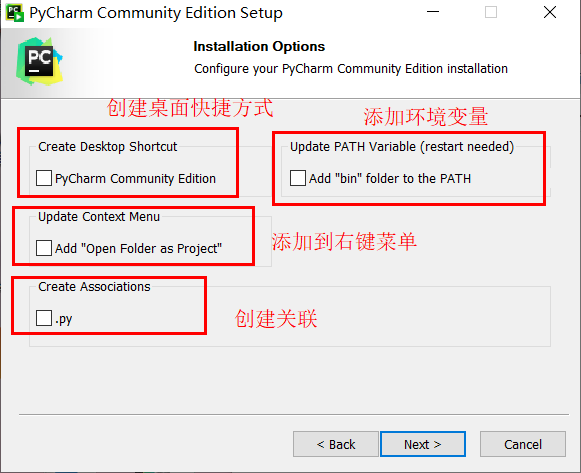 PyCharm Community Edition Setup
PC
Installation Options
Configure your PyCharm Community Edition installation
创建桌面快捷方式
添加环境变量
Create Desktop Shortcut
Update PATH Variable (restart needed)
PyCharm Community Edition
Add "bin" folder to the PATH
Update Context Menu
Add "Open Folder as Project"
添加到右键菜单
Create Associations
.py
创建关联
< Back
Next >
Cancel